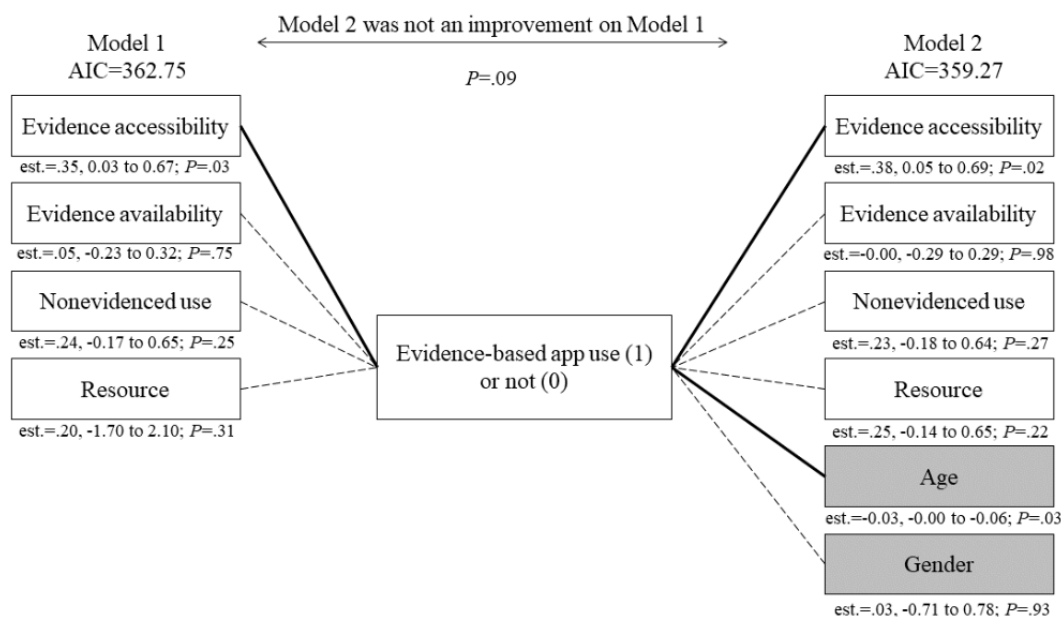 Model 2 was not an improvement on Model 1
P=.09
Model 1
AIC=362.75
Evidence accessibility
est.=.35, 0.03 to 0.67; P=.03
Evidence availability
est.=.05, -0.23 to 0.32; P=.75
Nonevidenced use
est.=.24, -0.17 to 0.65; P=.25
Resource
est.=.20, -1.70 to 2.10; P=.31
Evidence-based app use (1)
or not (0)
Model 2
AIC=359.27
Evidence accessibility
est.=.38, 0.05 to 0.69; P=.02
Evidence availability
est.=-0.00, -0.29 to 0.29; P=.98
Nonevidenced use
est.=.23, -0.18 to 0.64; P=.27
Resource
est.=.25, -0.14 to 0.65; P=.22
Age
est.=-0.03, -0.00 to -0.06; P=.03
Gender
est.=.03, -0.71 to 0.78; P=.93